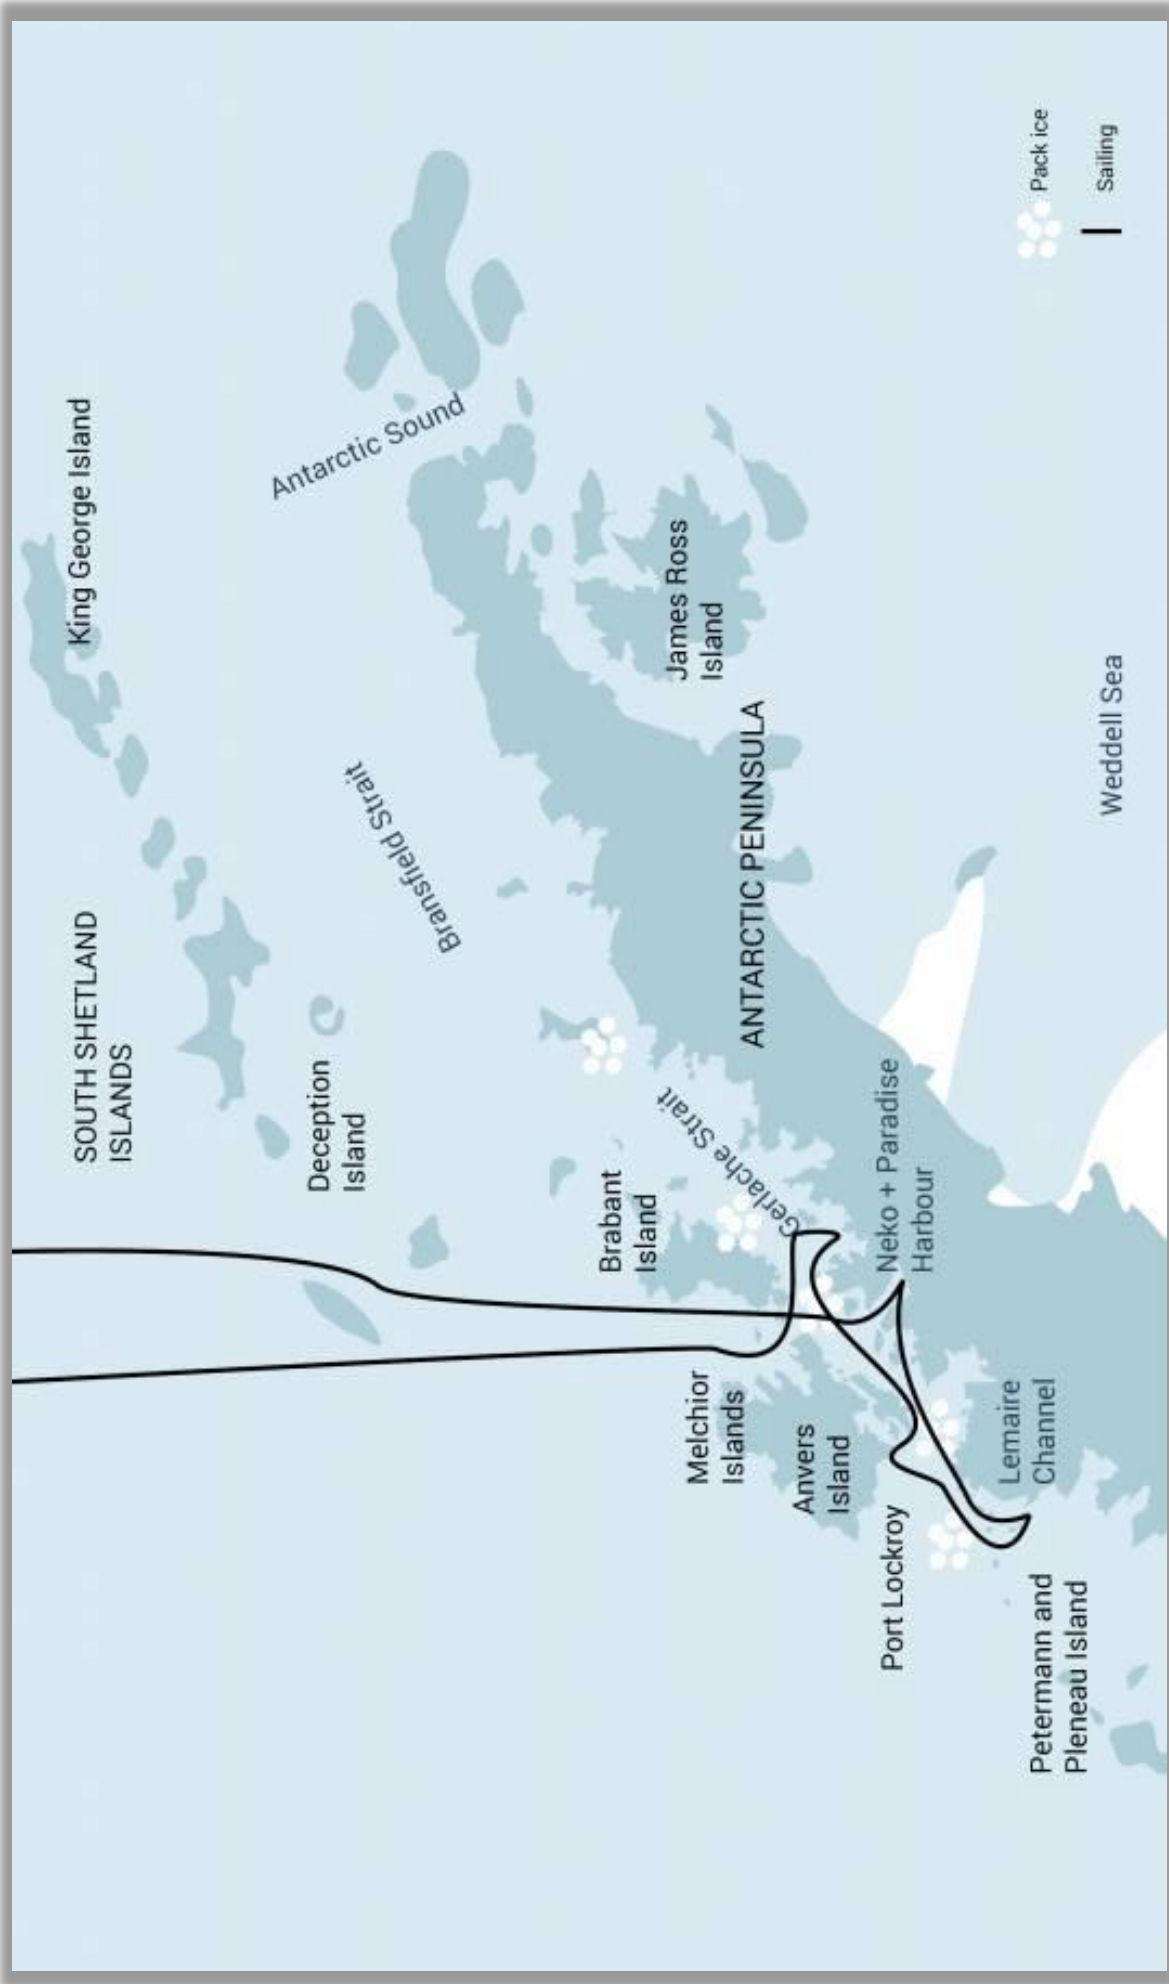 King George Island
SOUTH SHETLAND
ISLANDS
Antarctic Sound
Deception
Island
Bransfield Strait
James Ross
Island
Brabant
Island
Gerlache Strait
ANTARCTIC PENINSULA
Melchior
Islands
Anvers
Island
Neko + Paradise
Harbour
Port Lockroy
Lemaire
Channel
Petermann and
Pleneau Island
Weddell Sea
Pack ice
Sailing